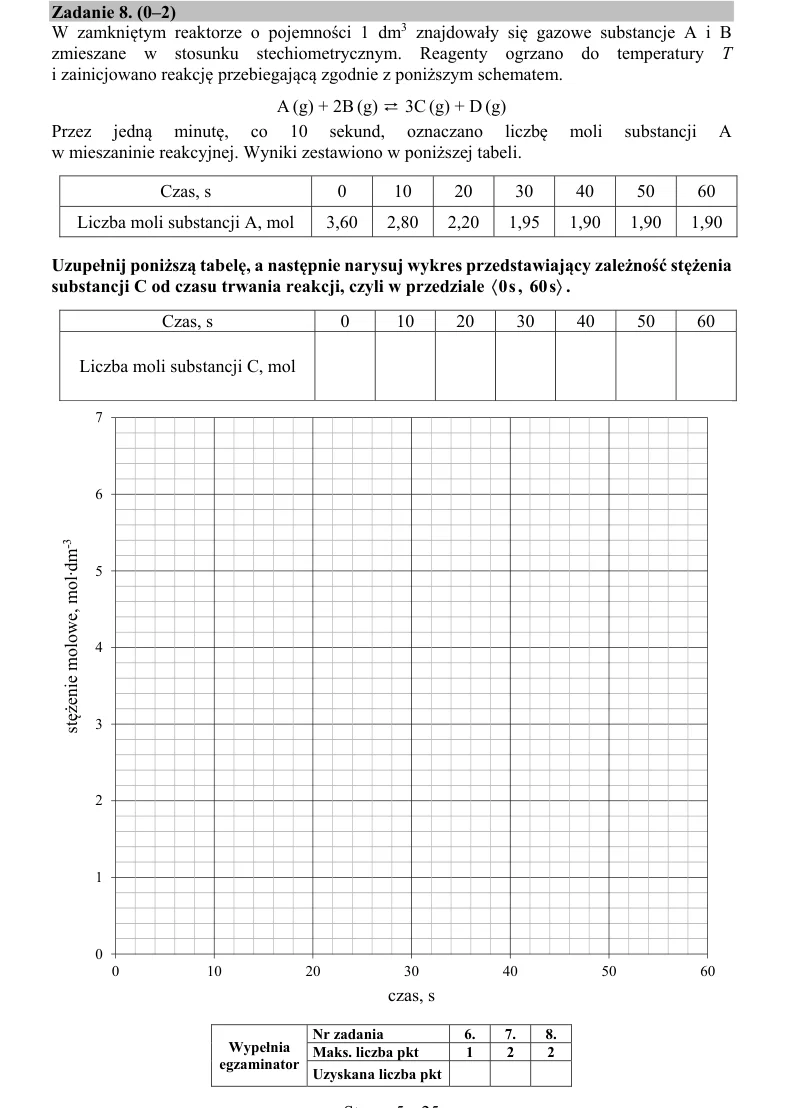 Zadanie 8. (0–2)
W zamkniętym reaktorze o pojemności 1 dm³ znajdowały się gazowe substancje A i B
zmieszane w stosunku stechiometrycznym. Reagenty ogrzano do temperatury T
i zainicjowano reakcję przebiegającą zgodnie z poniższym schematem.
A (g) + 2B (g) ⇄ 3C (g) + D (g)
Przez jedną minutę, co 10 sekund, oznaczano liczbę moli substancji A
w mieszaninie reakcyjnej. Wyniki zestawiono w poniższej tabeli.
Czas, s 0 10 20 30 40 50 60
Liczba moli substancji A, mol 3,60 2,80 2,20 1,95 1,90 1,90 1,90
Uzupełnij poniższą tabelę, a następnie narysuj wykres przedstawiający zależność stężenia
substancji C od czasu trwania reakcji, czyli w przedziale ⟨0 s, 60 s⟩.
Czas, s 0 10 20 30 40 50 60
Liczba moli substancji C, mol
7
6
5
4
3
2
1
0
stężenie molowe, mol·dm⁻³
0 10 20 30 40 50 60
czas, s
Wypełnia
egzaminator
Nr zadania 6. 7. 8.
Maks. liczba pkt 1 2 2
Uzyskana liczba pkt